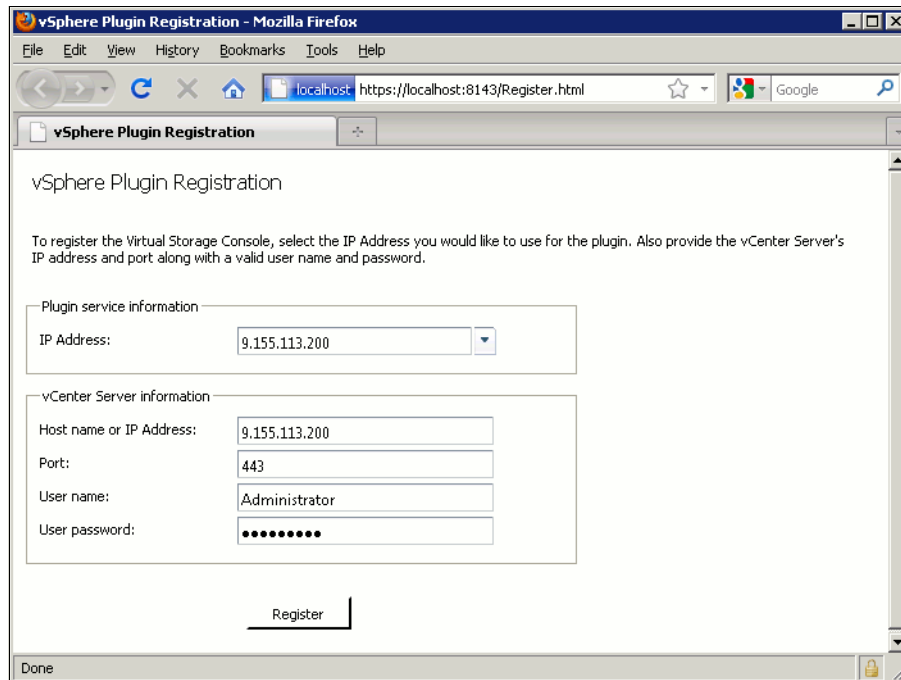 vSphere Plugin Registration - Mozilla Firefox
File Edit View History Bookmarks Tools Help
localhost https://localhost:8143/Register.html Google
vSphere Plugin Registration
vSphere Plugin Registration
To register the Virtual Storage Console, select the IP Address you would like to use for the plugin. Also provide the vCenter Server's
IP address and port along with a valid user name and password.
Plugin service information
IP Address: 9.155.113.200
vCenter Server information
Host name or IP Address: 9.155.113.200
Port: 443
User name: Administrator
User password: •••••••••
Register
Done